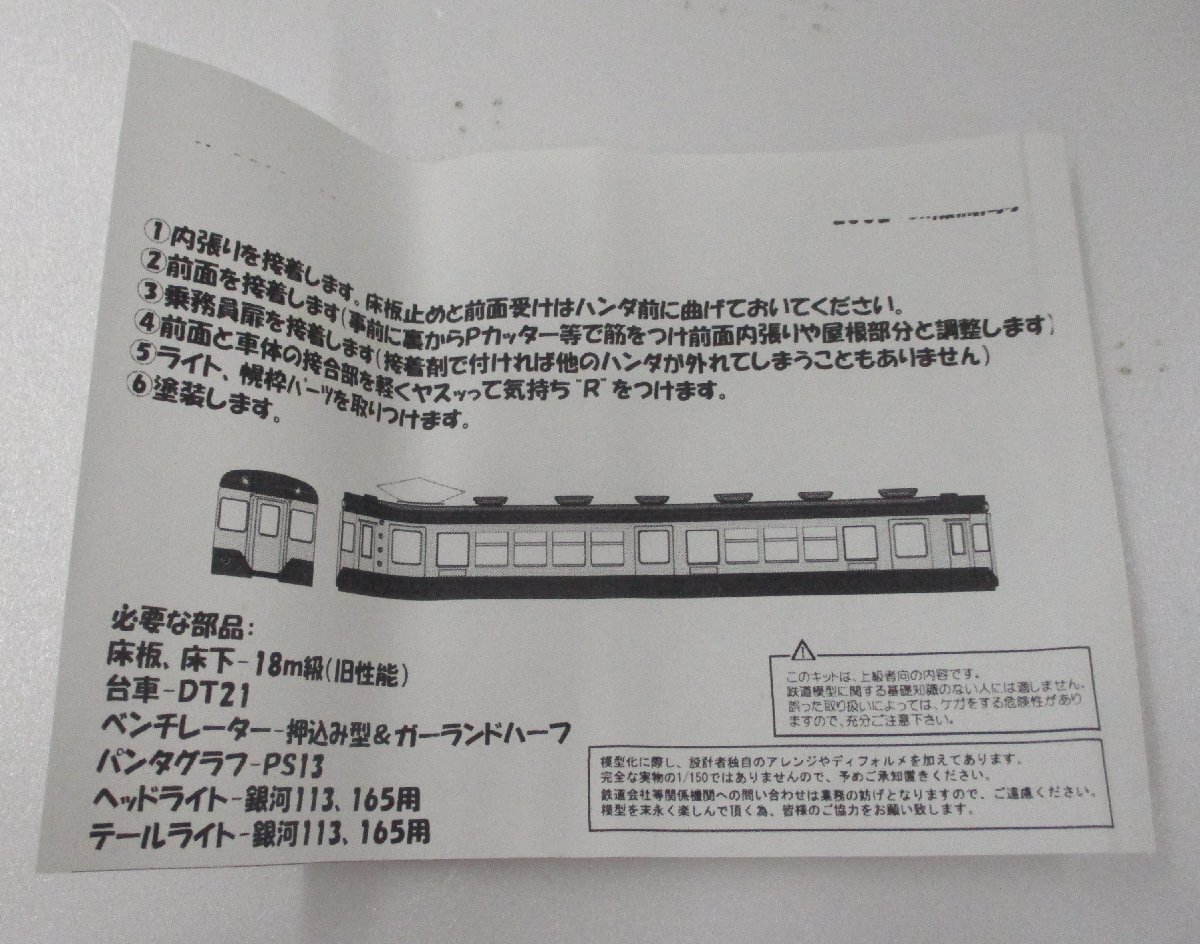 ①内張りを接着します。床板止めと前面受けはハンダ前に曲げておいてください。
②前面を接着します(事前に裏からPカッター等で筋をつけ前面内張りや屋根部分と調整します)
③乗務員扉を接着します(接着剤で付ければ他のハンダが外れてしまうこともありません)
④前面と車体の接合部を軽くヤスッって気持ち"R"をつけます。
⑤ライト、幌枠パーツを取りつけます。
⑥塗装します。
必要な部品:
床板、床下-18m級(旧性能)
台車-DT21
ベンチレーター-押込み型&ガーランドハーフ
パンタグラフ-PS13
ヘッドライト-銀河113、165用
テールライト-銀河113、165用
このキットは、上級者向の内容です。
鉄道模型に関する基礎知識のない人には適しません。
誤った取り扱いによっては、ケガをする危険性があり
ますので、充分ご注意下さい。
模型化に際し、設計者独自のアレンジやディフォルメを加えてあります。
完全な実物の1/150ではありませんので、予めご承知置きください。
鉄道会社等関係機関への問い合わせは業務の妨げとなりますので、ご遠慮ください。
模型を末永く楽しんで頂く為、皆様のご協力をお願い致します。